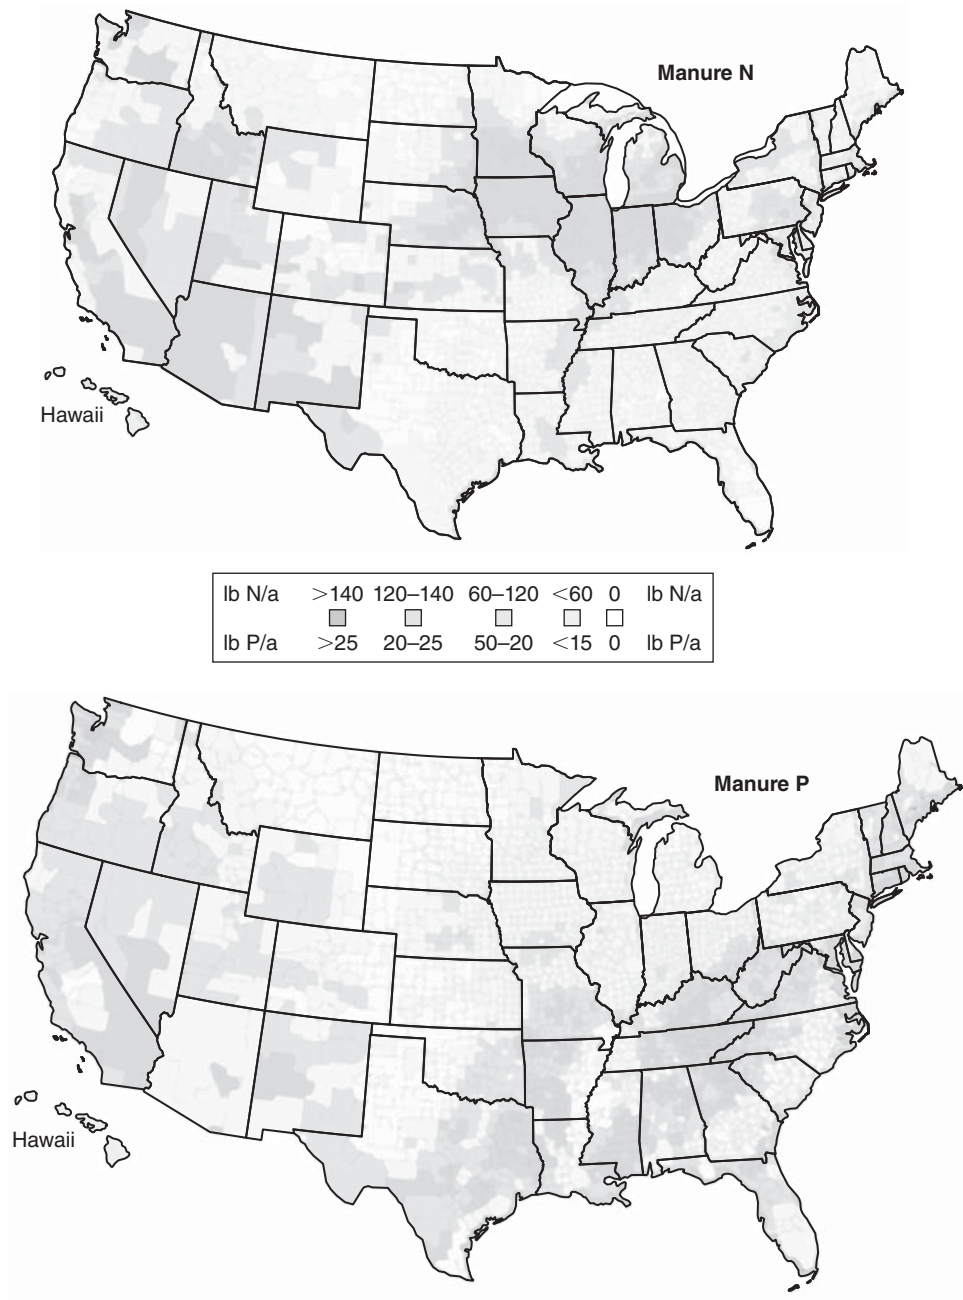 Manure N
Hawaii
lb N/a >140 120–140 60–120 <60 0 lb N/a
lb P/a >25 20–25 50–20 <15 0 lb P/a
Manure P
Hawaii